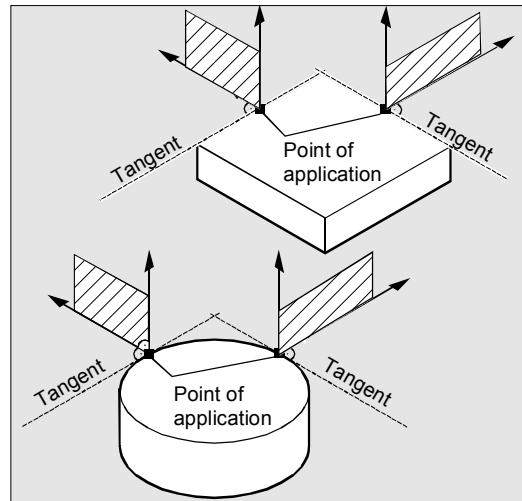 Tangent
Point of
application
Tangent
Tangent
Point of
application
Tangent